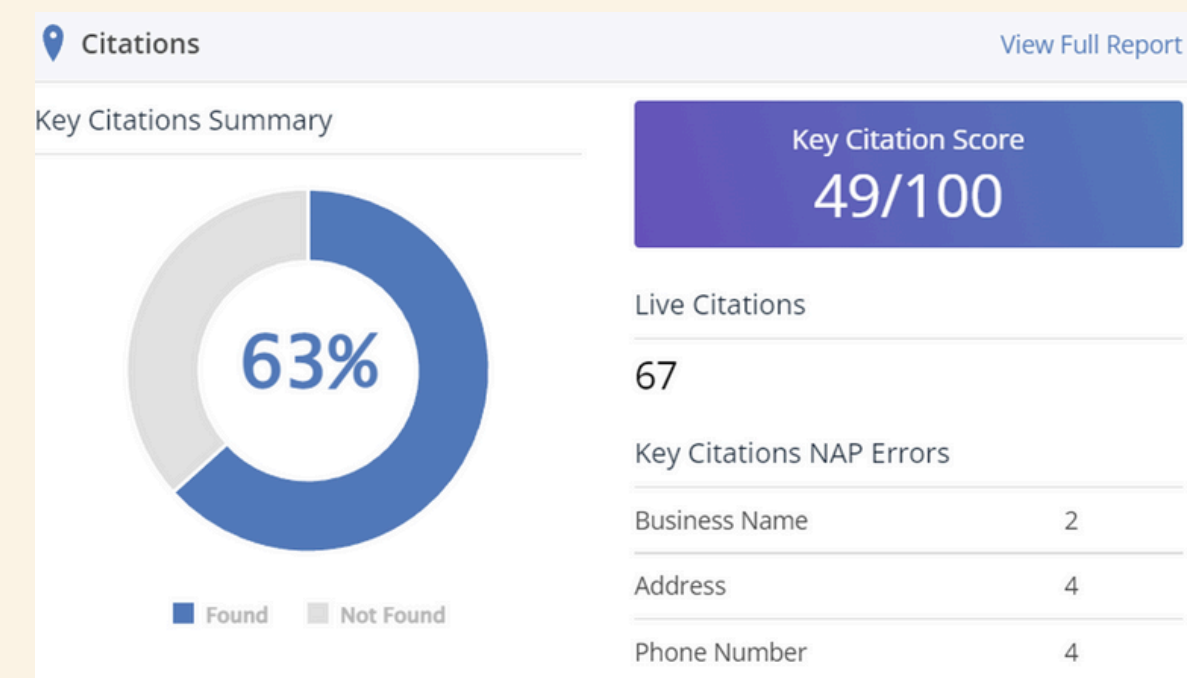 Citations
View Full Report
Key Citations Summary
63%
Found
Not Found
Key Citation Score
49/100
Live Citations
67
Key Citations NAP Errors
Business Name 2
Address 4
Phone Number 4